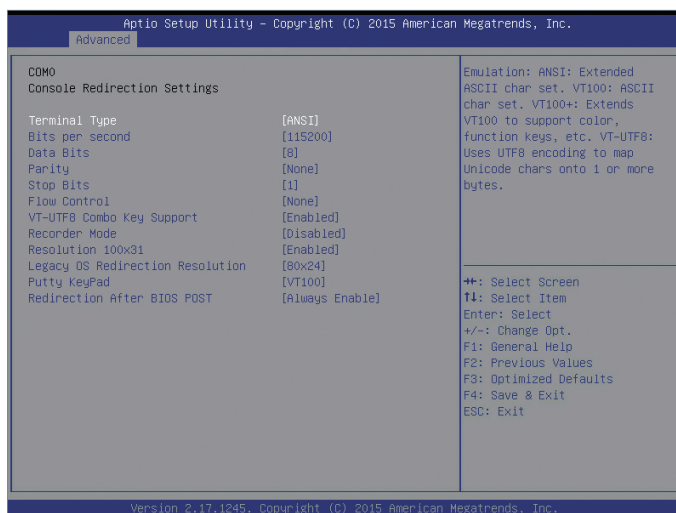 Aptio Setup Utility – Copyright (C) 2015 American Megatrends, Inc.
Advanced
COM0
Console Redirection Settings
Terminal Type [ANSI]
Bits per second [115200]
Data Bits [8]
Parity [None]
Stop Bits [1]
Flow Control [None]
VT-UTF8 Combo Key Support [Enabled]
Recorder Mode [Disabled]
Resolution 100x31 [Enabled]
Legacy OS Redirection Resolution [80x24]
Putty KeyPad [VT100]
Redirection After BIOS POST [Always Enable]
Emulation: ANSI: Extended
ASCII char set. VT100: ASCII
char set. VT100+: Extends
VT100 to support color,
function keys, etc. VT-UTF8:
Uses UTF8 encoding to map
Unicode chars onto 1 or more
bytes.
→←: Select Screen
↑↓: Select Item
Enter: Select
+/-: Change Opt.
F1: General Help
F2: Previous Values
F3: Optimized Defaults
F4: Save & Exit
ESC: Exit
Version 2.17.1245. Copyright (C) 2015 American Megatrends, Inc.